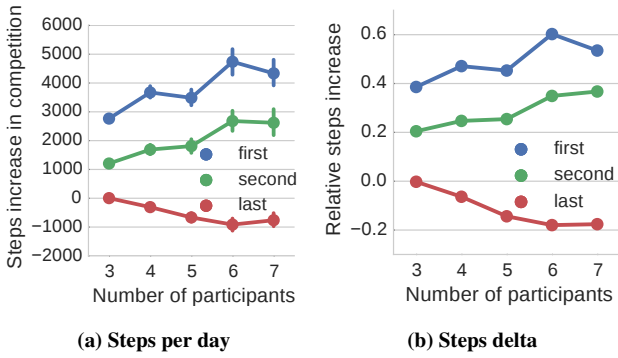 Steps increase in competition
6000
5000
4000
3000
2000
1000
0
−1000
−2000
first
second
last
3 4 5 6 7
Number of participants
(a) Steps per day
Relative steps increase
0.6
0.4
0.2
0.0
−0.2
first
second
last
3 4 5 6 7
Number of participants
(b) Steps delta